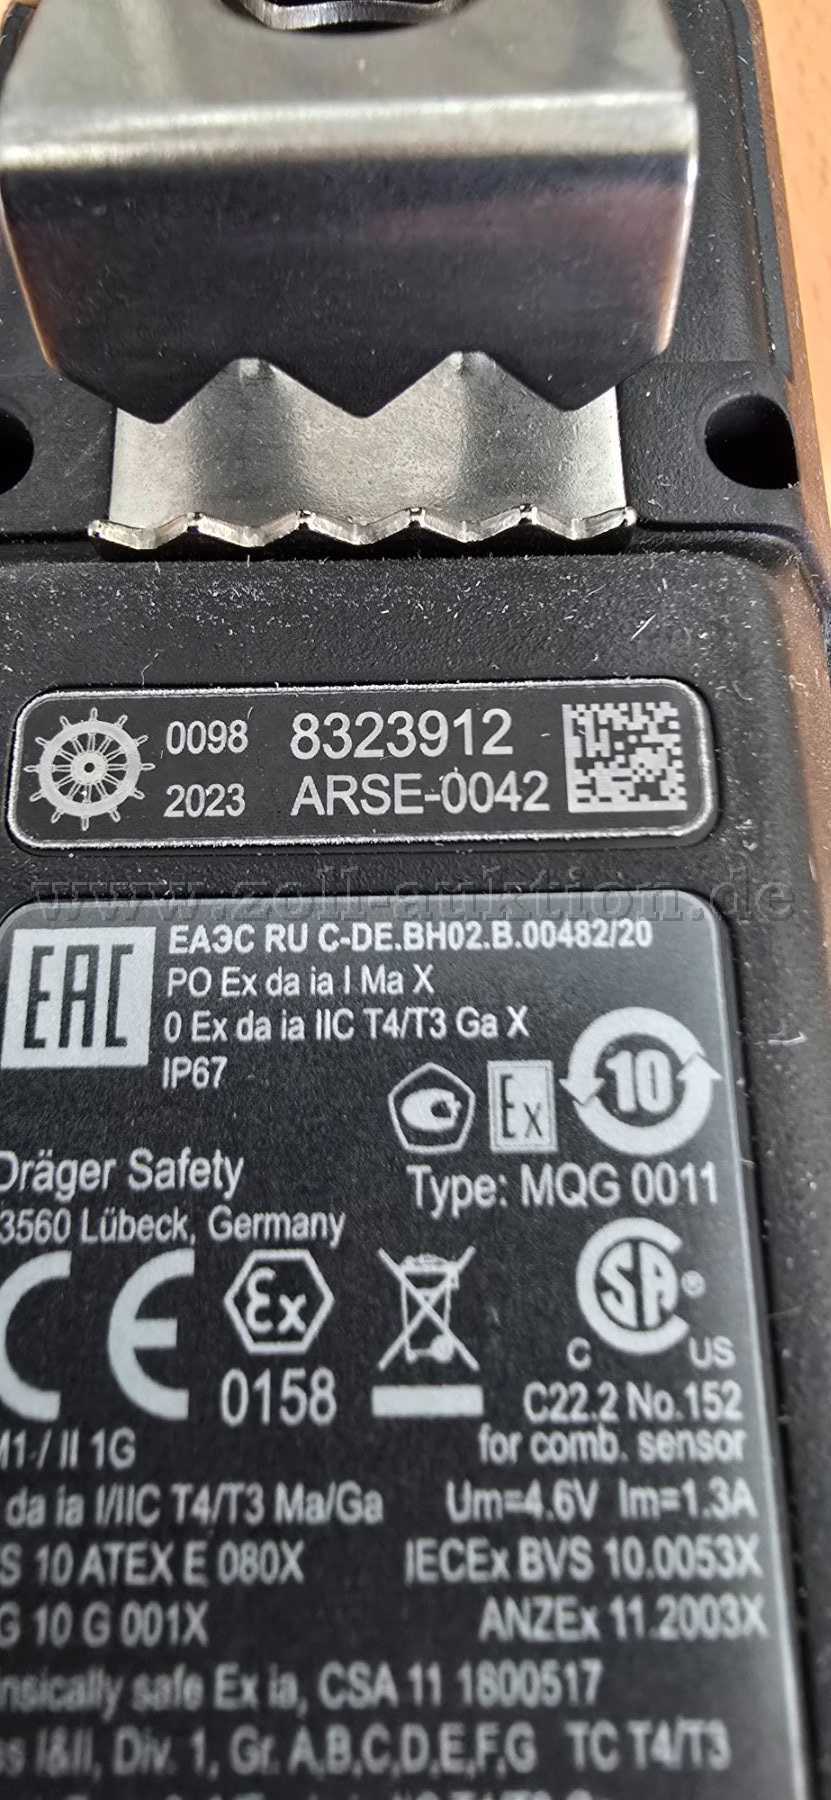 0098 8323912
2023 ARSE-0042
www.zoll-auktion.de
EAC
ЕАЭС RU C-DE.BH02.B.00482/20
PO Ex da ia I Ma X
0 Ex da ia IIC T4/T3 Ga X
IP67
Ex
10
Dräger Safety
Type: MQG 0011
3560 Lübeck, Germany
CE
Ex
0158
SA ®
C US
C22.2 No.152
M1 / II 1G
for comb. sensor
da ia I/IIC T4/T3 Ma/Ga
Um=4.6V Im=1.3A
S 10 ATEX E 080X
IECEx BVS 10.0053X
G 10 G 001X
ANZEx 11.2003X
nsically safe Ex ia, CSA 11 1800517
ss I&II, Div. 1, Gr. A,B,C,D,E,F,G TC T4/T3